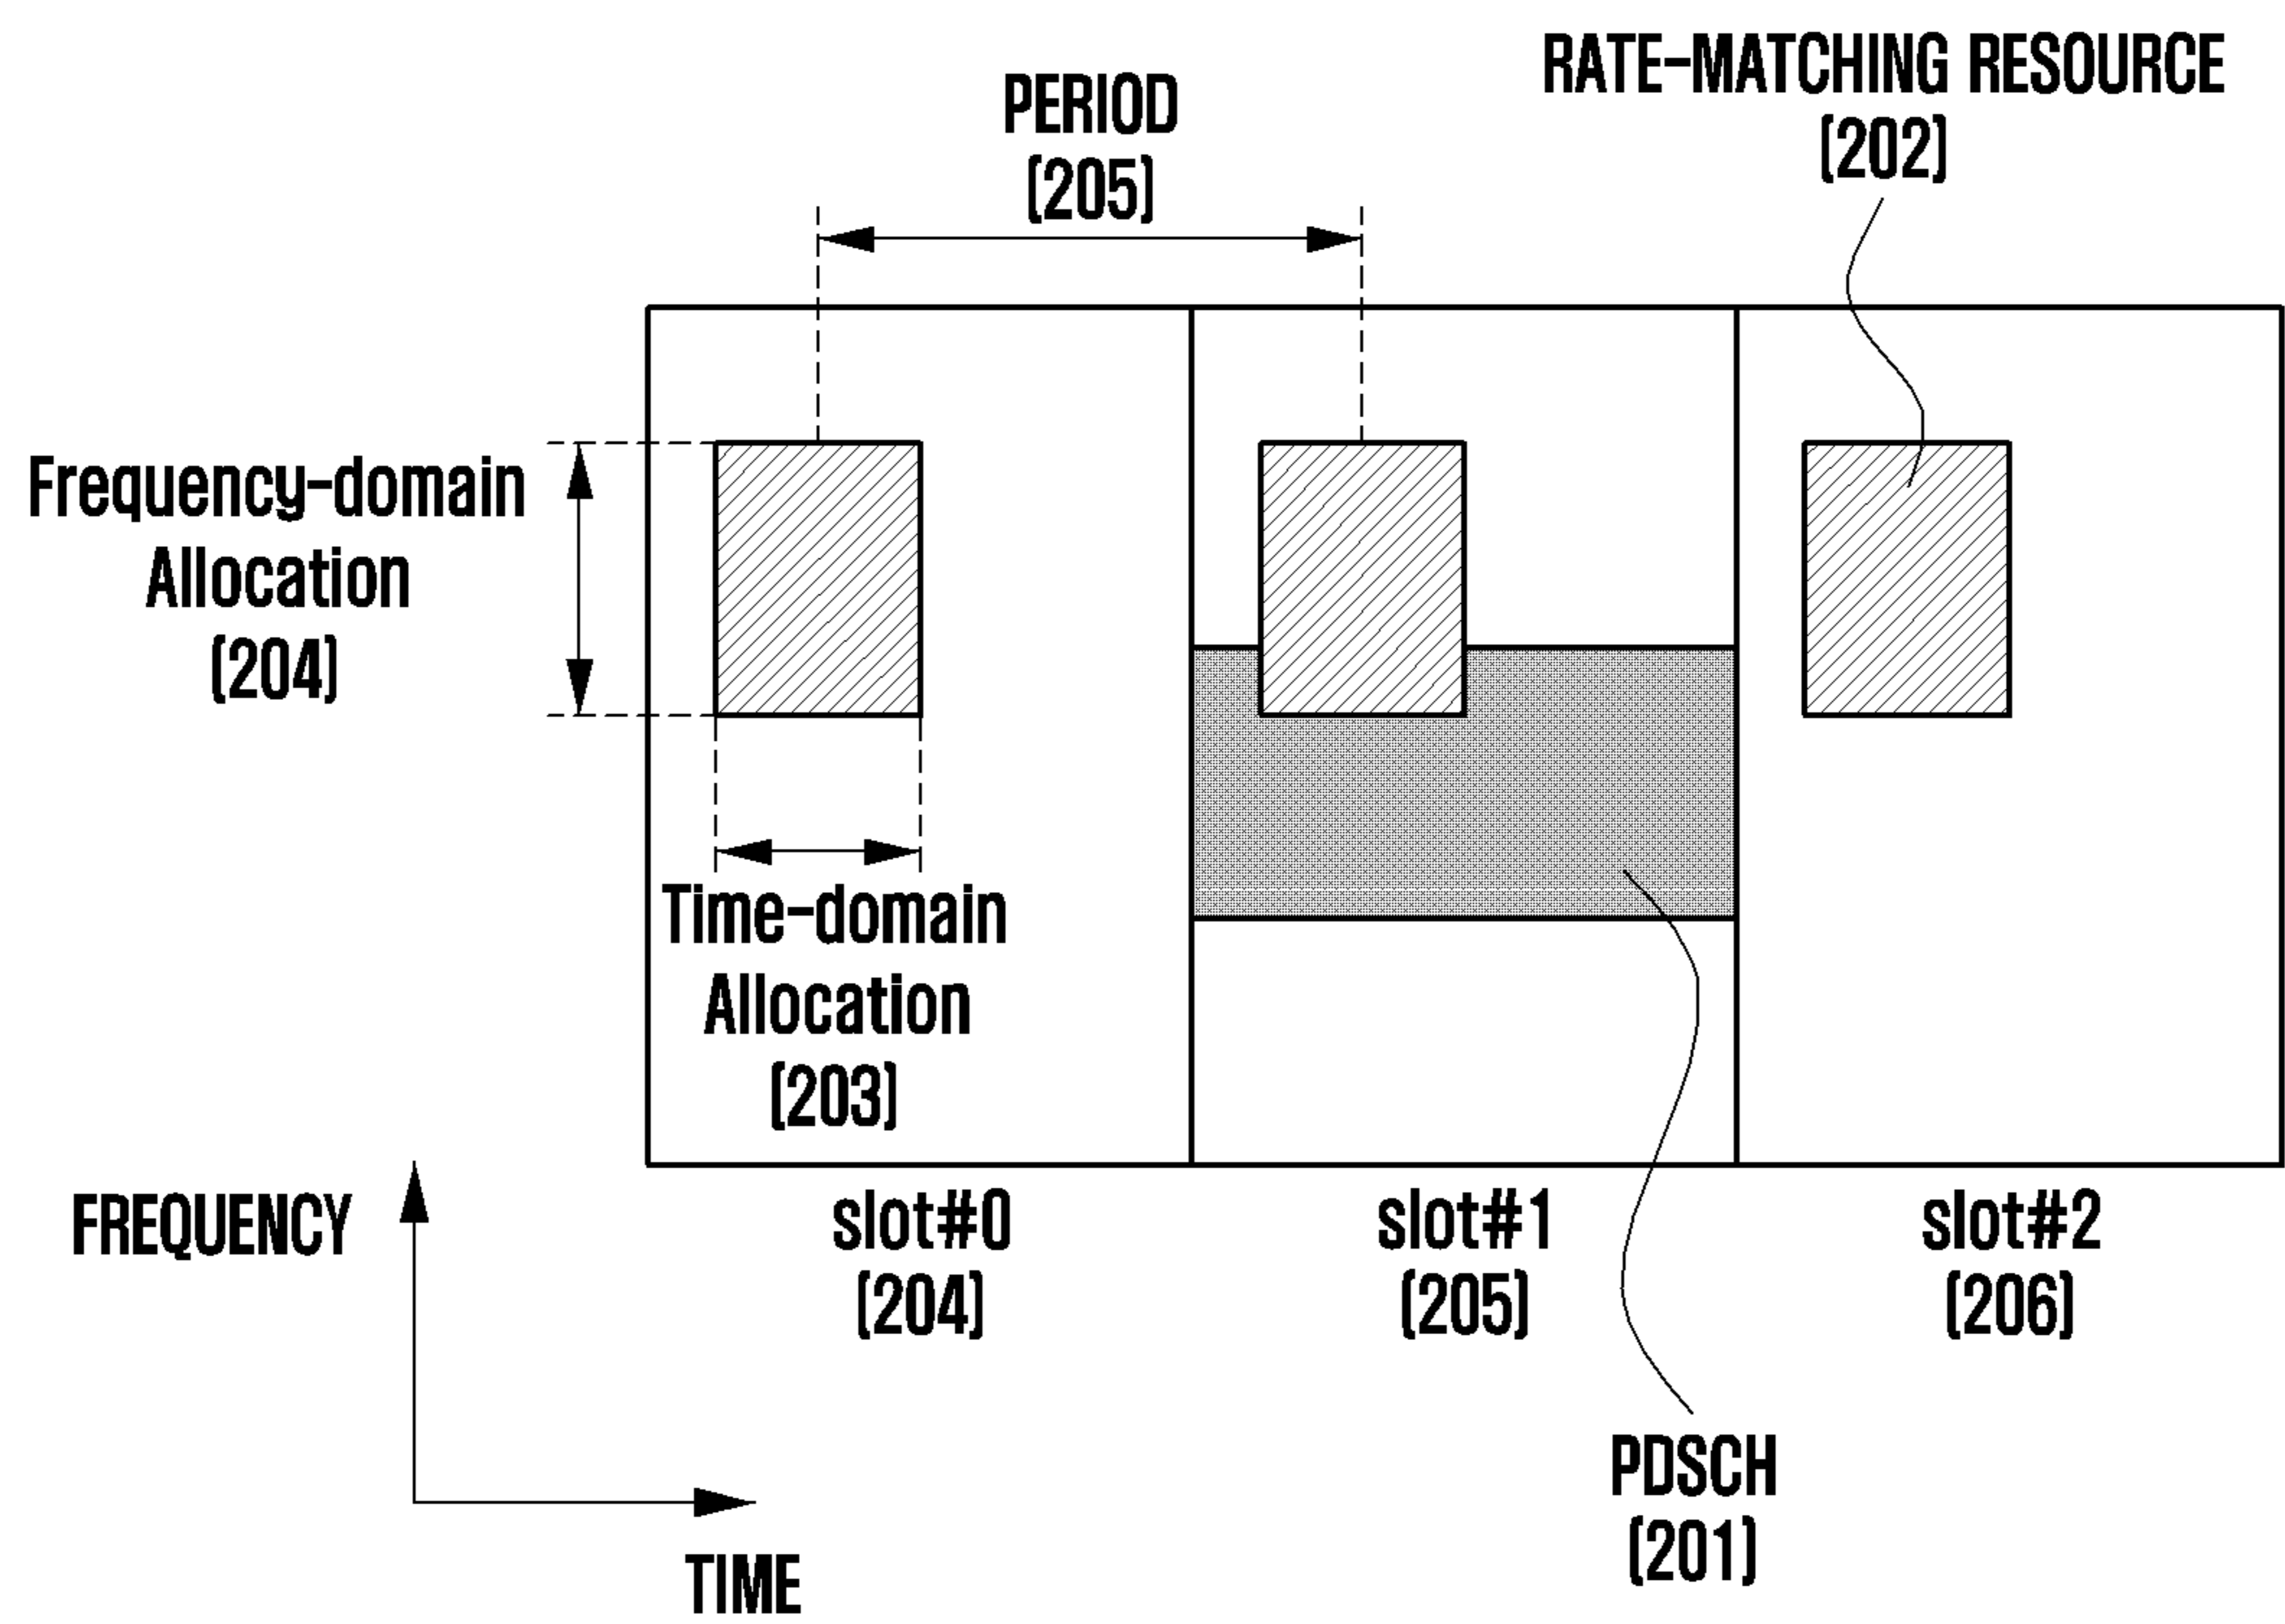 RATE-MATCHING RESOURCE
(202)
PERIOD
(205)
Frequency-domain
Allocation
(204)
Time-domain
Allocation
(203)
FREQUENCY
TIME
slot#0
(204)
slot#1
(205)
slot#2
(206)
PDSCH
(201)